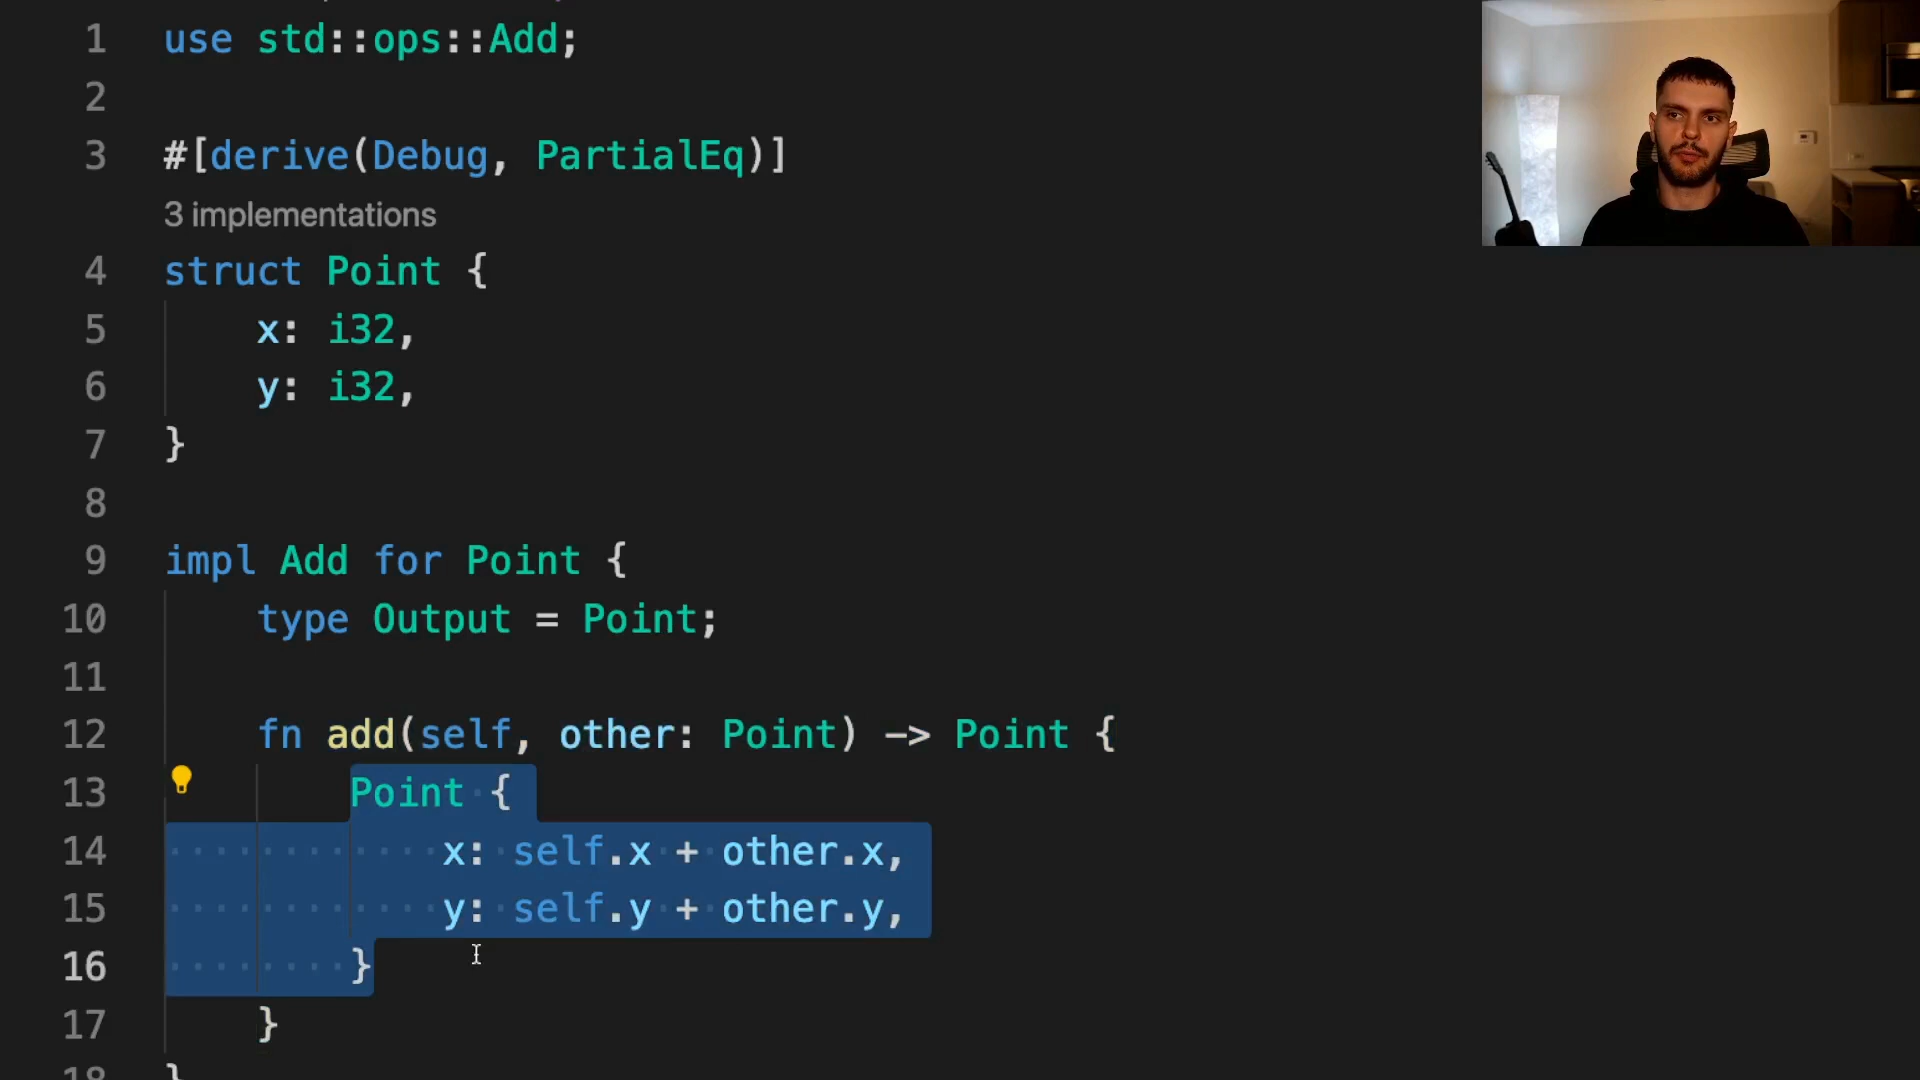 1 use std::ops::Add;
2
3 #[derive(Debug, PartialEq)]
3 implementations
4 struct Point {
5 x: i32,
6 y: i32,
7 }
8
9 impl Add for Point {
10 type Output = Point;
11
12 fn add(self, other: Point) -> Point {
13 Point {
14 x: self.x + other.x,
15 y: self.y + other.y,
16 }
17 }
18 }